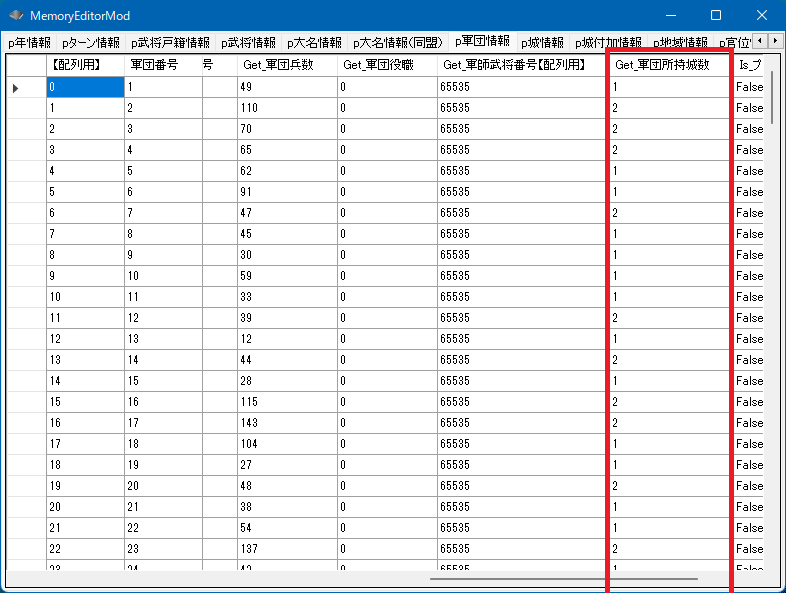 MemoryEditorMod
p年情報 pターン情報 p武将戸籍情報 p武将情報 p大名情報 p大名情報(同盟) p軍団情報 p城情報 p城付加情報 p地域情報 p官位
【配列用】 軍団番号 号 Get_軍団兵数 Get_軍団役職 Get_軍師武将番号【配列用】 Get_軍団所持城数 Is_プ
0 1 49 0 65535 1 False
1 2 110 0 65535 2 False
2 3 70 0 65535 2 False
3 4 65 0 65535 2 False
4 5 62 0 65535 1 False
5 6 91 0 65535 1 False
6 7 47 0 65535 2 False
7 8 45 0 65535 1 False
8 9 30 0 65535 1 False
9 10 59 0 65535 1 False
10 11 33 0 65535 1 False
11 12 39 0 65535 2 False
12 13 12 0 65535 1 False
13 14 44 0 65535 2 False
14 15 28 0 65535 1 False
15 16 115 0 65535 2 False
16 17 143 0 65535 2 False
17 18 104 0 65535 1 False
18 19 27 0 65535 1 False
19 20 48 0 65535 2 False
20 21 38 0 65535 1 False
21 22 54 0 65535 1 False
22 23 137 0 65535 2 False
23 24 42 0 65535 1 False